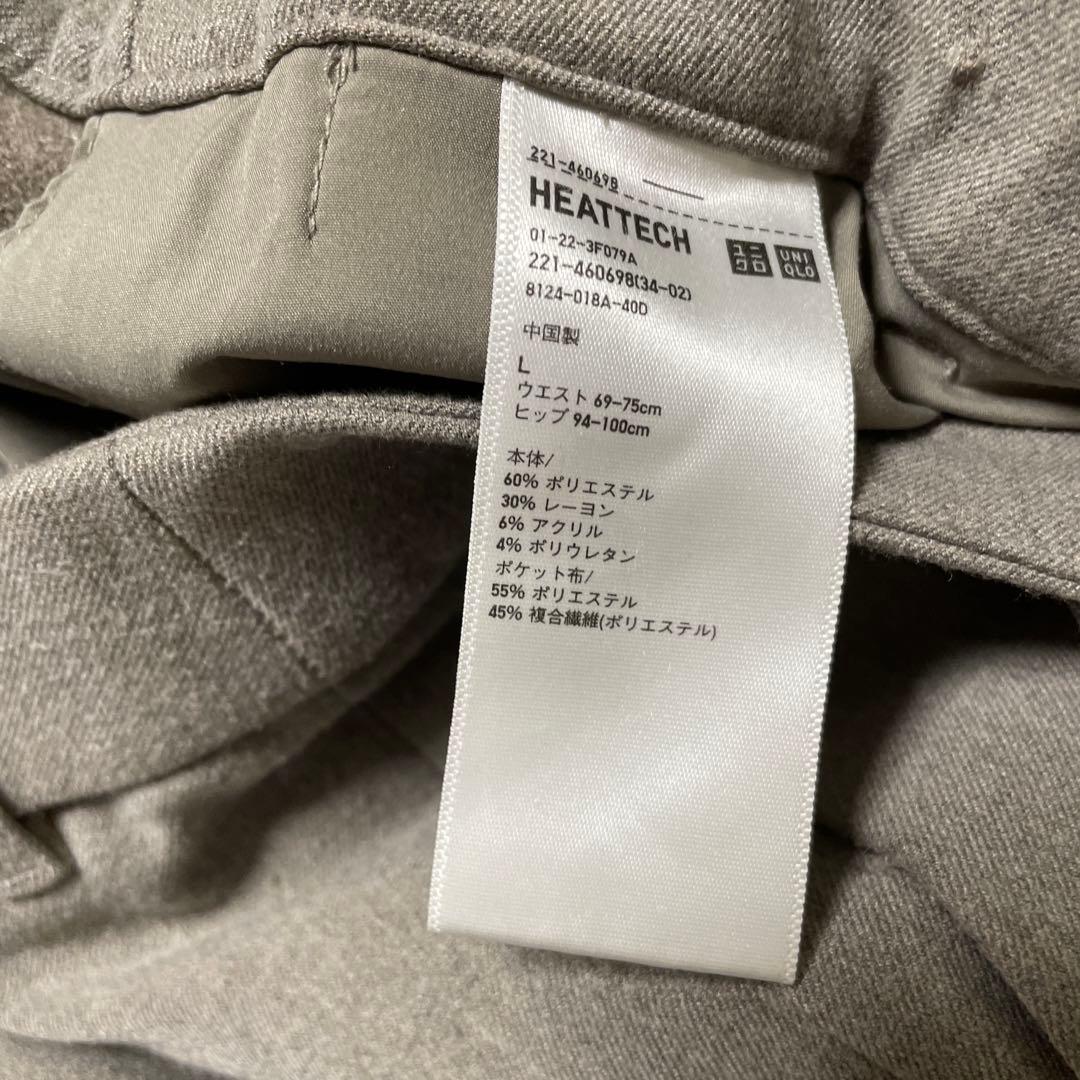 221-460698
HEATTECH
ユニクロ
UNIQLO
01-22-3F079A
221-460698(34-02)
8124-018A-40D
中国製
L
ウエスト 69-75cm
ヒップ 94-100cm
本体/
60% ポリエステル
30% レーヨン
6% アクリル
4% ポリウレタン
ポケット布/
55% ポリエステル
45% 複合繊維(ポリエステル)